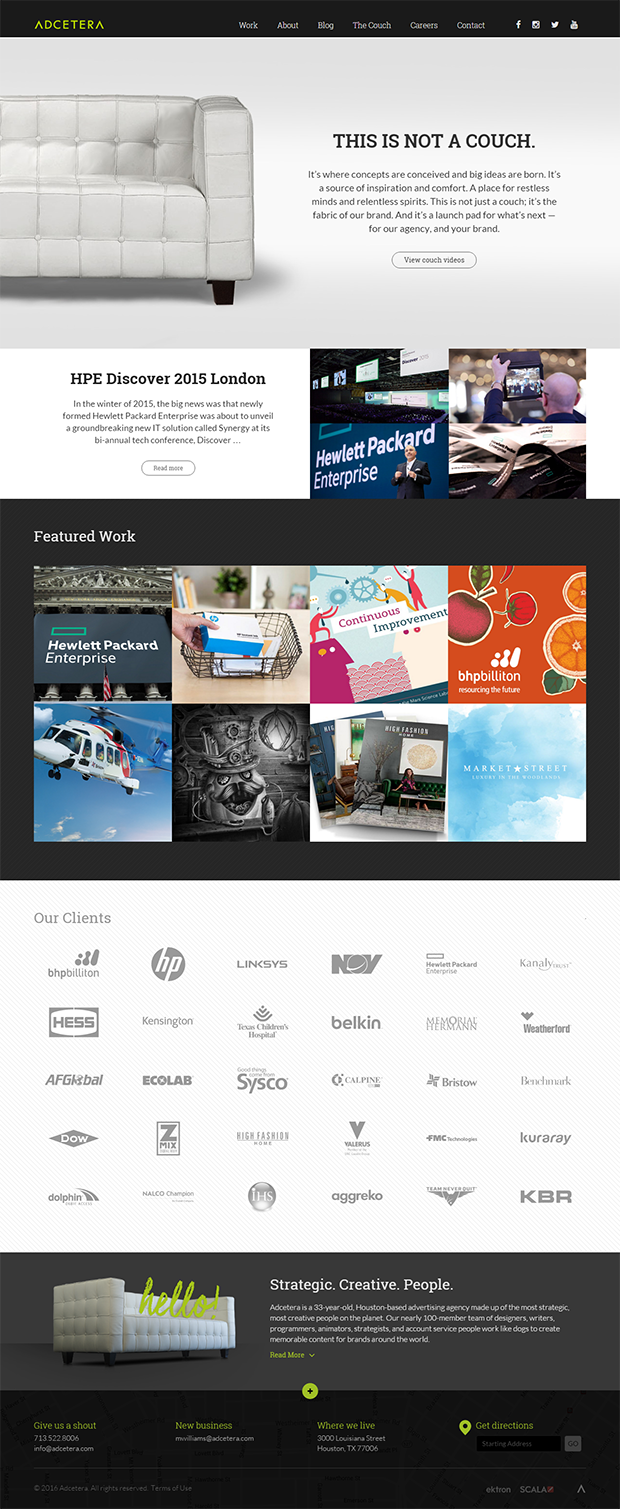 ADCETERA
Work About Blog The Couch Careers Contact
THIS IS NOT A COUCH.
It's where concepts are conceived and big ideas are born. It's
a source of inspiration and comfort. A place for restless
minds and relentless spirits. This is not just a couch; it's the
fabric of our brand. And it's a launch pad for what's next —
for our agency, and your brand.
View couch videos
HPE Discover 2015 London
In the winter of 2015, the big news was that newly
formed Hewlett Packard Enterprise was about to unveil
a groundbreaking new IT solution called Synergy at its
bi-annual tech conference, Discover ...
Read more
Discover 2015
Hewlett Packard
Enterprise
Featured Work
Hewlett Packard
Enterprise
hp
Continuous
Improvement
bhpbilliton
resourcing the future
HIGH FASHION
HOME
MARKET★STREET
LUXURY IN THE WOODLANDS
Our Clients
bhpbilliton
hp
LINKSYS
NOV
Hewlett Packard
Enterprise
Kanaly TRUST
HESS
Kensington
Texas Children's
Hospital
belkin
MEMORIAL
HERMANN
Weatherford
AFGlobal
ECOLAB
Good things
come from
Sysco
CALPINE
Bristow
Benchmark
DOW
Z
MIX
HIGH FASHION
HOME
VALERUS
FMC Technologies
kuraray
dolphin
NALCO Champion
IHS
aggreko
TEAM NEVER QUIT
KBR
hello!
Strategic. Creative. People.
Adcetera is a 33-year-old, Houston-based advertising agency made up of the most strategic,
most creative people on the planet. Our nearly 100-member team of designers, writers,
programmers, animators, strategists, and account service people work like dogs to create
memorable content for brands around the world.
Read More
Give us a shout
713.522.8006
info@adcetera.com
New business
mwilliams@adcetera.com
Where we live
3000 Louisiana Street
Houston, TX 77006
Get directions
Starting Address
GO
© 2016 Adcetera. All rights reserved. Terms of Use
ektron SCALA